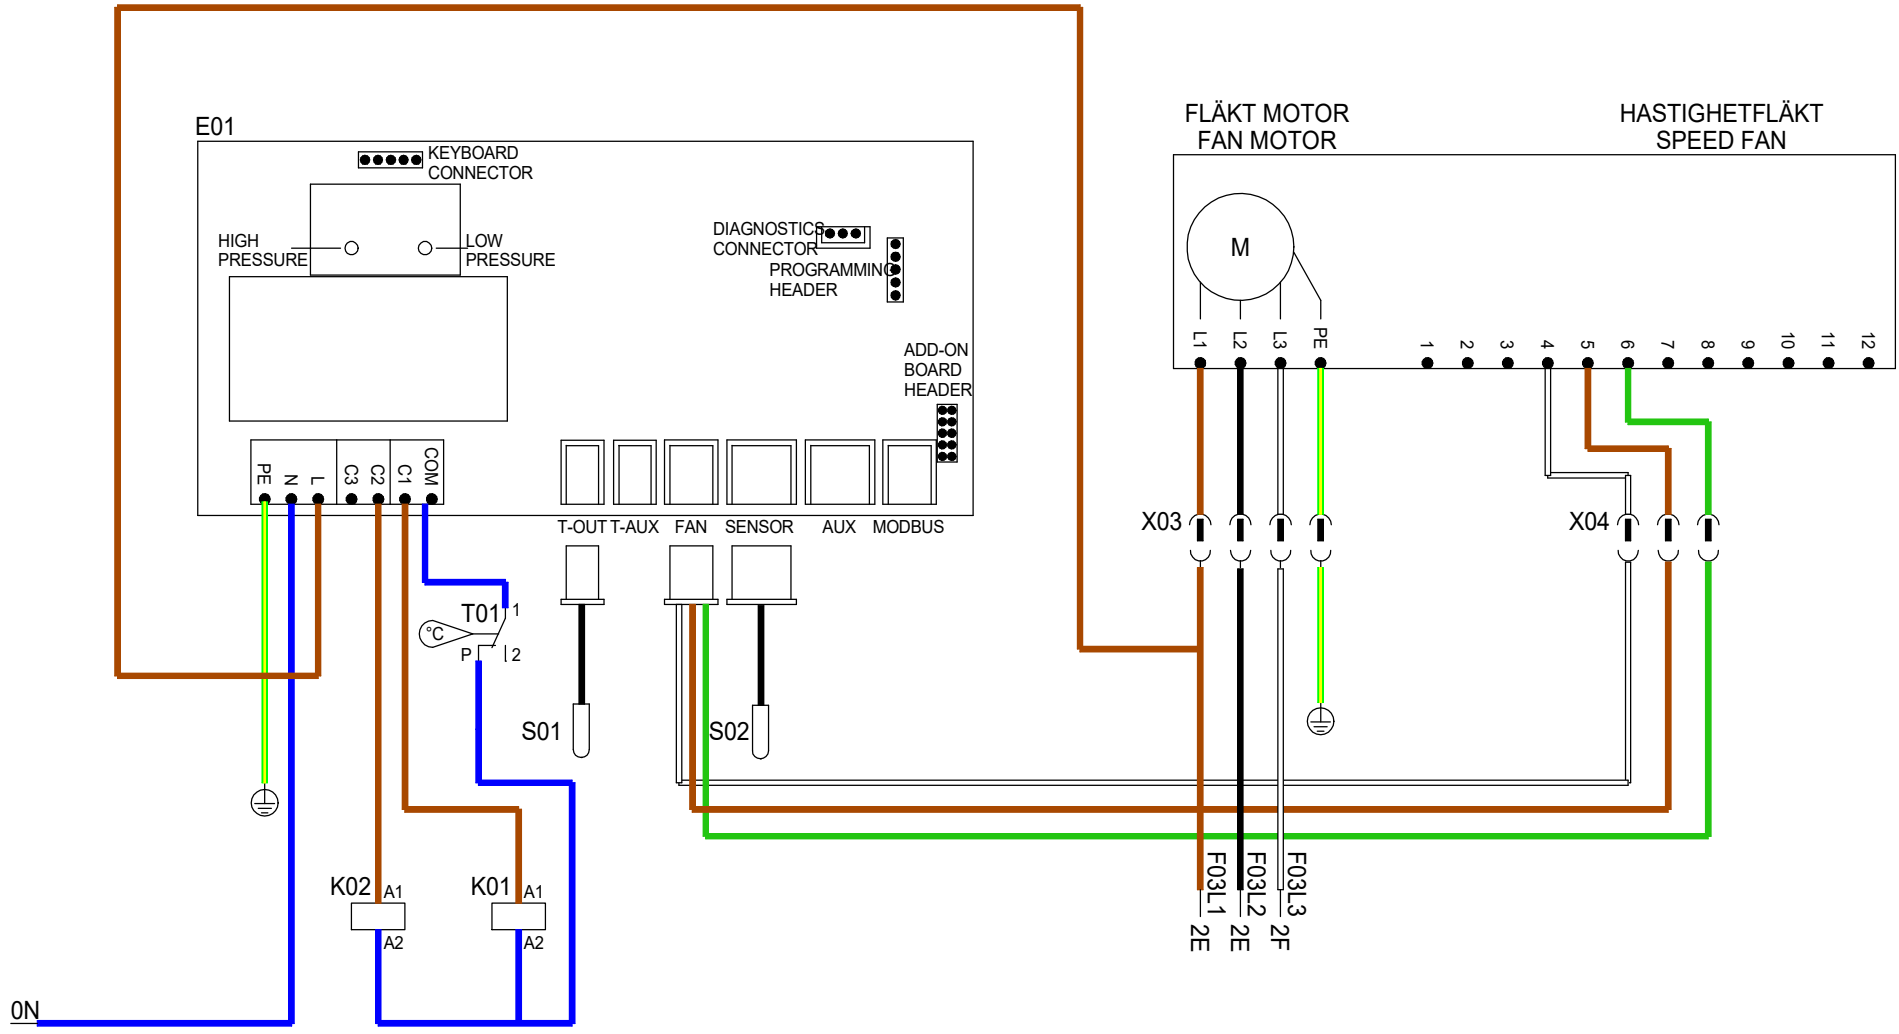 FLÄKT MOTOR
FAN MOTOR
HASTIGHETFLÄKT
SPEED FAN
E01
KEYBOARD
CONNECTOR
HIGH
PRESSURE
LOW
PRESSURE
DIAGNOSTICS
CONNECTOR
PROGRAMMING
HEADER
ADD-ON
BOARD
HEADER
M
L1 L2 L3 PE
1 2 3 4 5 6 7 8 9 10 11 12
PE N L C3 C2 C1 COM
T-OUT T-AUX FAN SENSOR AUX MODBUS
X03
X04
T01
1
°C
P
2
S01
S02
K02
A1
A2
K01
A1
A2
F03L1
F03L2
F03L3
2E
2E
2F
0N